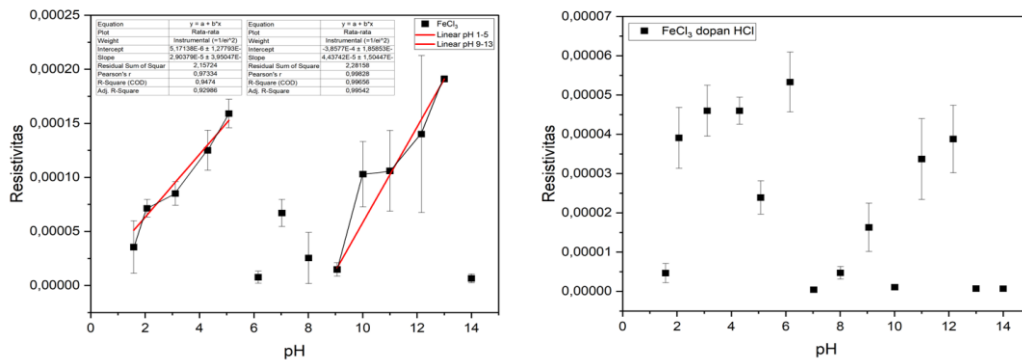 Equation y = a + b*x
Plot Rata-rata
Weight Instrumental (=1/ei^2)
Intercept 5,17138E-6 ± 1,27793E-
Slope 2,90379E-5 ± 3,95047E-
Residual Sum of Squar 2,15724
Pearson's r 0,97334
R-Square (COD) 0,9474
Adj. R-Square 0,92986
Equation y = a + b*x
Plot Rata-rata
Weight Instrumental (=1/ei^2)
Intercept -3,8577E-4 ± 1,85853E-
Slope 4,43742E-5 ± 1,50447E-
Residual Sum of Squar 2,28158
Pearson's r 0,99828
R-Square (COD) 0,99656
Adj. R-Square 0,99542
FeCl3
Linear pH 1-5
Linear pH 9-13
0,00025
0,00020
0,00015
0,00010
0,00005
0,00000
Resistivitas
0 2 4 6 8 10 12 14
pH
FeCl3 dopan HCl
0,00007
0,00006
0,00005
0,00004
0,00003
0,00002
0,00001
0,00000
Resistivitas
0 2 4 6 8 10 12 14
pH